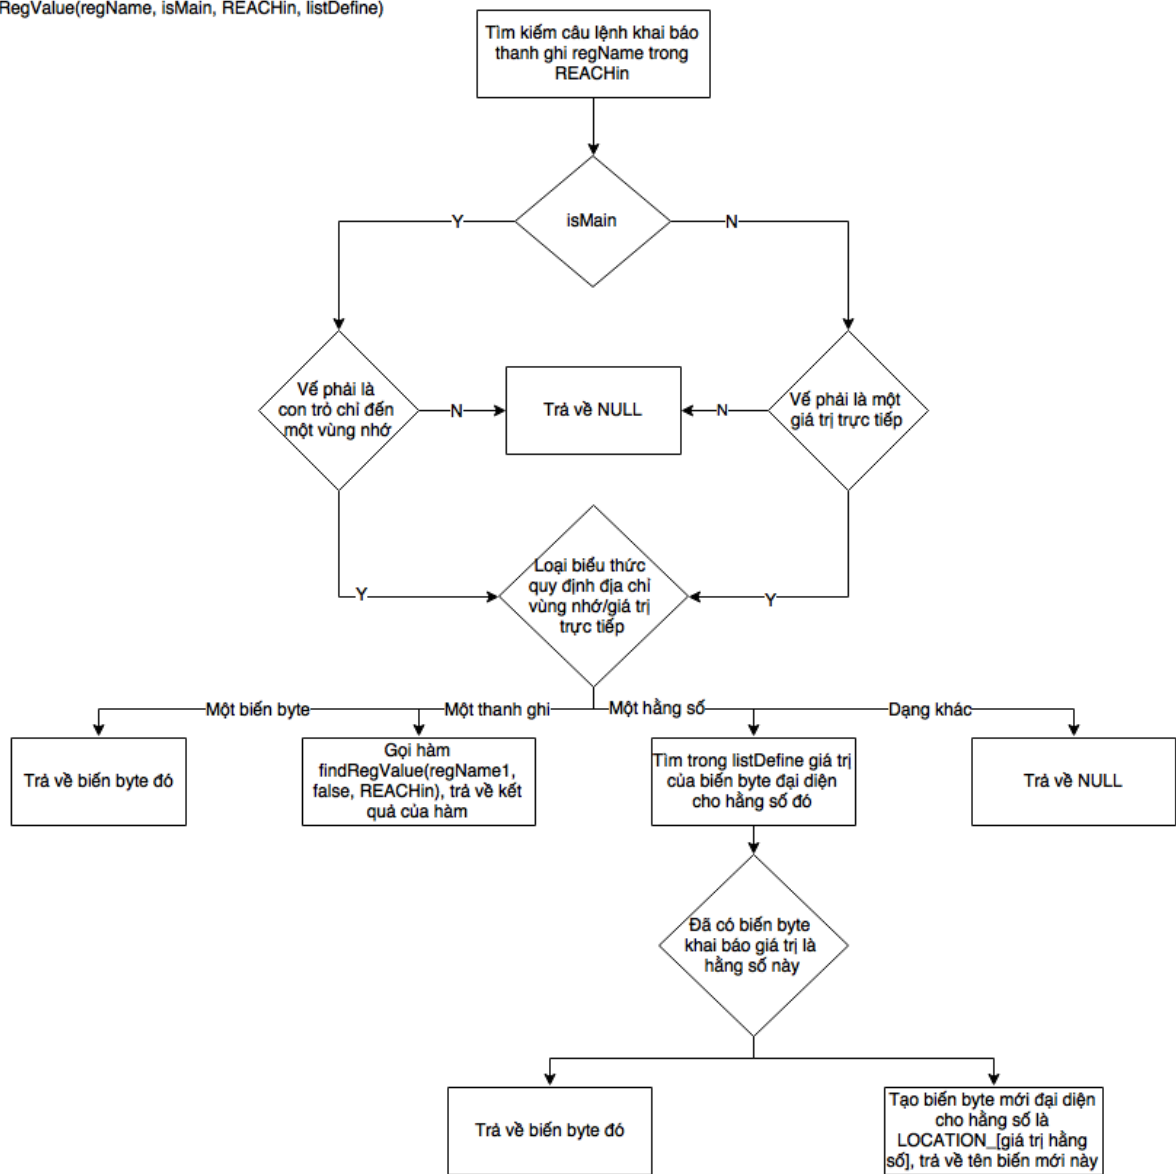 RegValue(regName, isMain, REACHin, listDefine)
Tìm kiếm câu lệnh khai báo
thanh ghi regName trong
REACHin
isMain
Y
N
Vế phải là
con trỏ chỉ đến
một vùng nhớ
N
Trả về NULL
N
Vế phải là một
giá trị trực tiếp
Loại biểu thức
quy định địa chỉ
vùng nhớ/giá trị
trực tiếp
Y
Y
Một biến byte
Một thanh ghi
Một hằng số
Dạng khác
Trả về biến byte đó
Gọi hàm
findRegValue(regName1,
false, REACHin), trả về kết
quả của hàm
Tìm trong listDefine giá trị
của biến byte đại diện
cho hằng số đó
Trả về NULL
Đã có biến byte
khai báo giá trị là
hằng số này
Trả về biến byte đó
Tạo biến byte mới đại diện
cho hằng số là
LOCATION_[giá trị hằng
số], trả về tên biến mới này